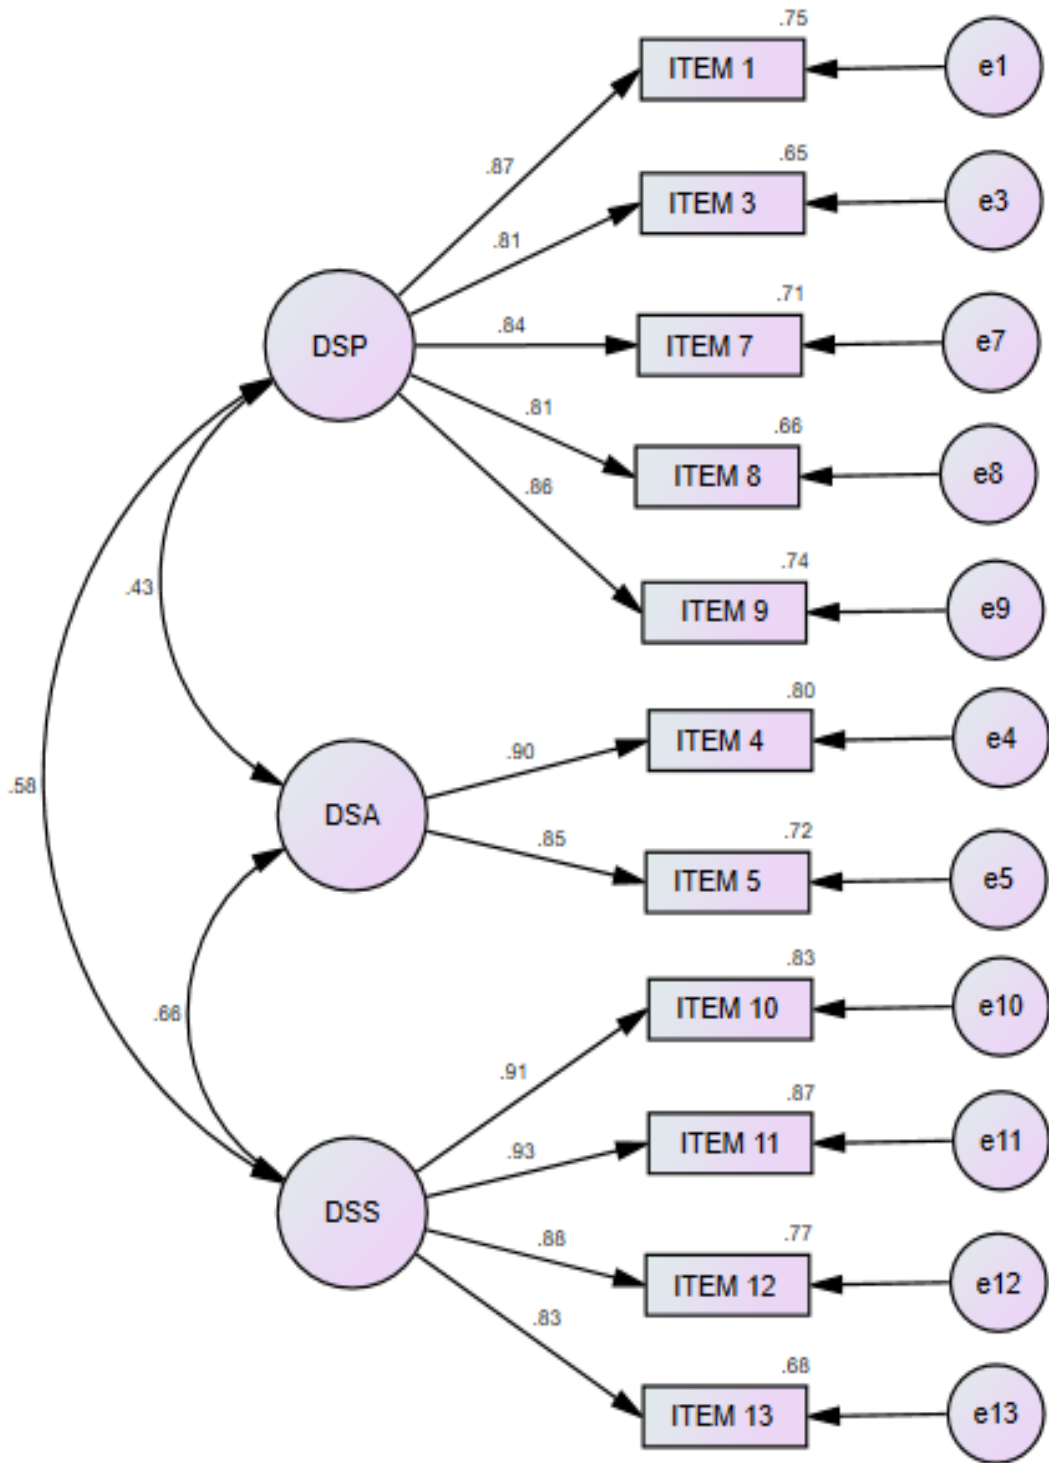 .75
ITEM 1
e1
.87
.65
ITEM 3
e3
.81
.71
ITEM 7
e7
.84
DSP
.81
.66
ITEM 8
e8
.86
.74
ITEM 9
e9
.43
.80
ITEM 4
e4
.90
.58
DSA
.85
.72
ITEM 5
e5
.83
ITEM 10
e10
.66
.91
.87
ITEM 11
e11
.93
DSS
.88
.77
ITEM 12
e12
.83
.68
ITEM 13
e13